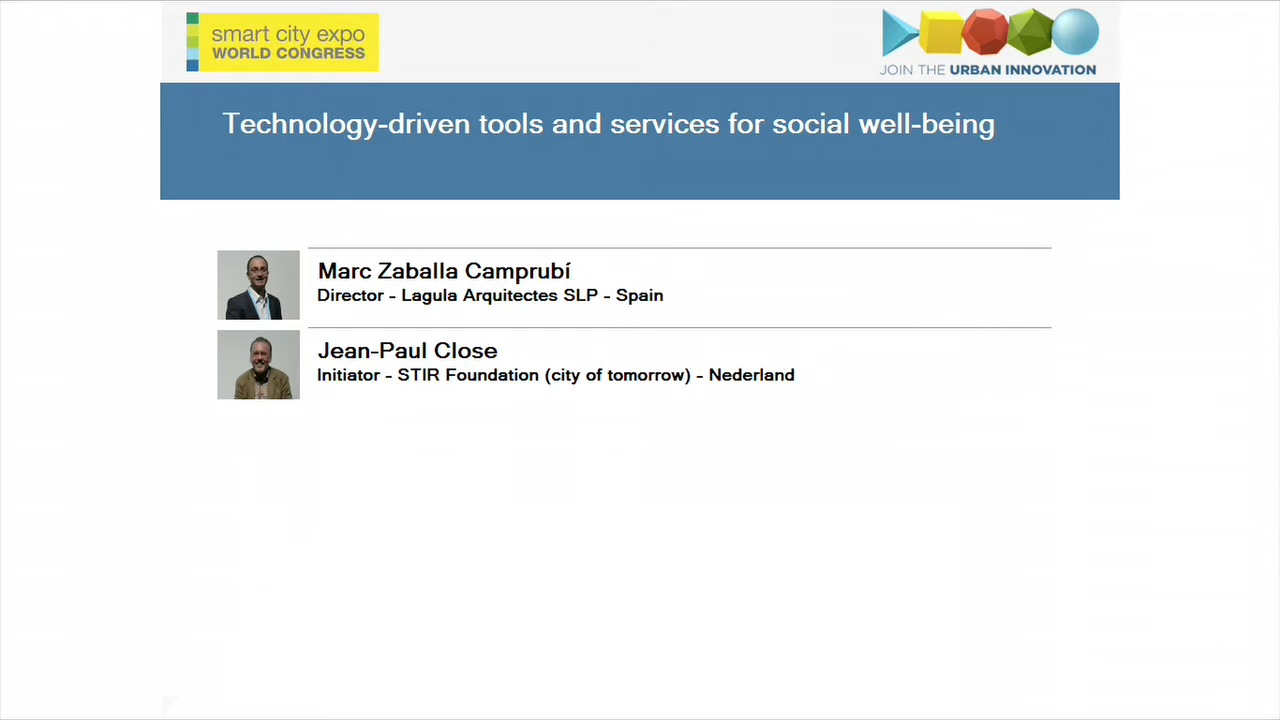 smart city expo
WORLD CONGRESS
JOIN THE URBAN INNOVATION
Technology-driven tools and services for social well-being
Marc Zaballa Camprubí
Director - Lagula Arquitectes SLP - Spain
Jean-Paul Close
Initiator - STIR Foundation (city of tomorrow) - Nederland